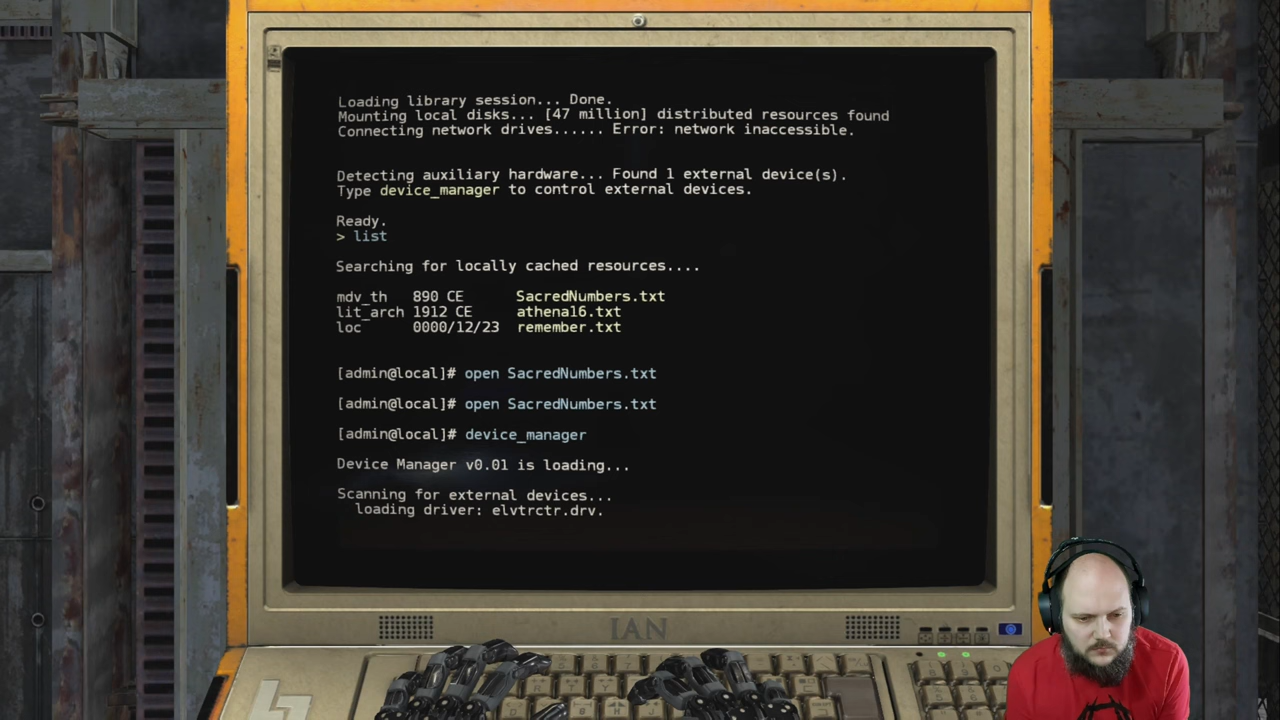 Loading library session... Done.
Mounting local disks... [47 million] distributed resources found
Connecting network drives...... Error: network inaccessible.
Detecting auxiliary hardware... Found 1 external device(s).
Type device_manager to control external devices.
Ready.
> list
Searching for locally cached resources....
mdv_th 890 CE SacredNumbers.txt
lit_arch 1912 CE athena16.txt
loc 0000/12/23 remember.txt
[admin@local]# open SacredNumbers.txt
[admin@local]# open SacredNumbers.txt
[admin@local]# device_manager
Device Manager v0.01 is loading...
Scanning for external devices...
loading driver: elvtrctr.drv.
IAN